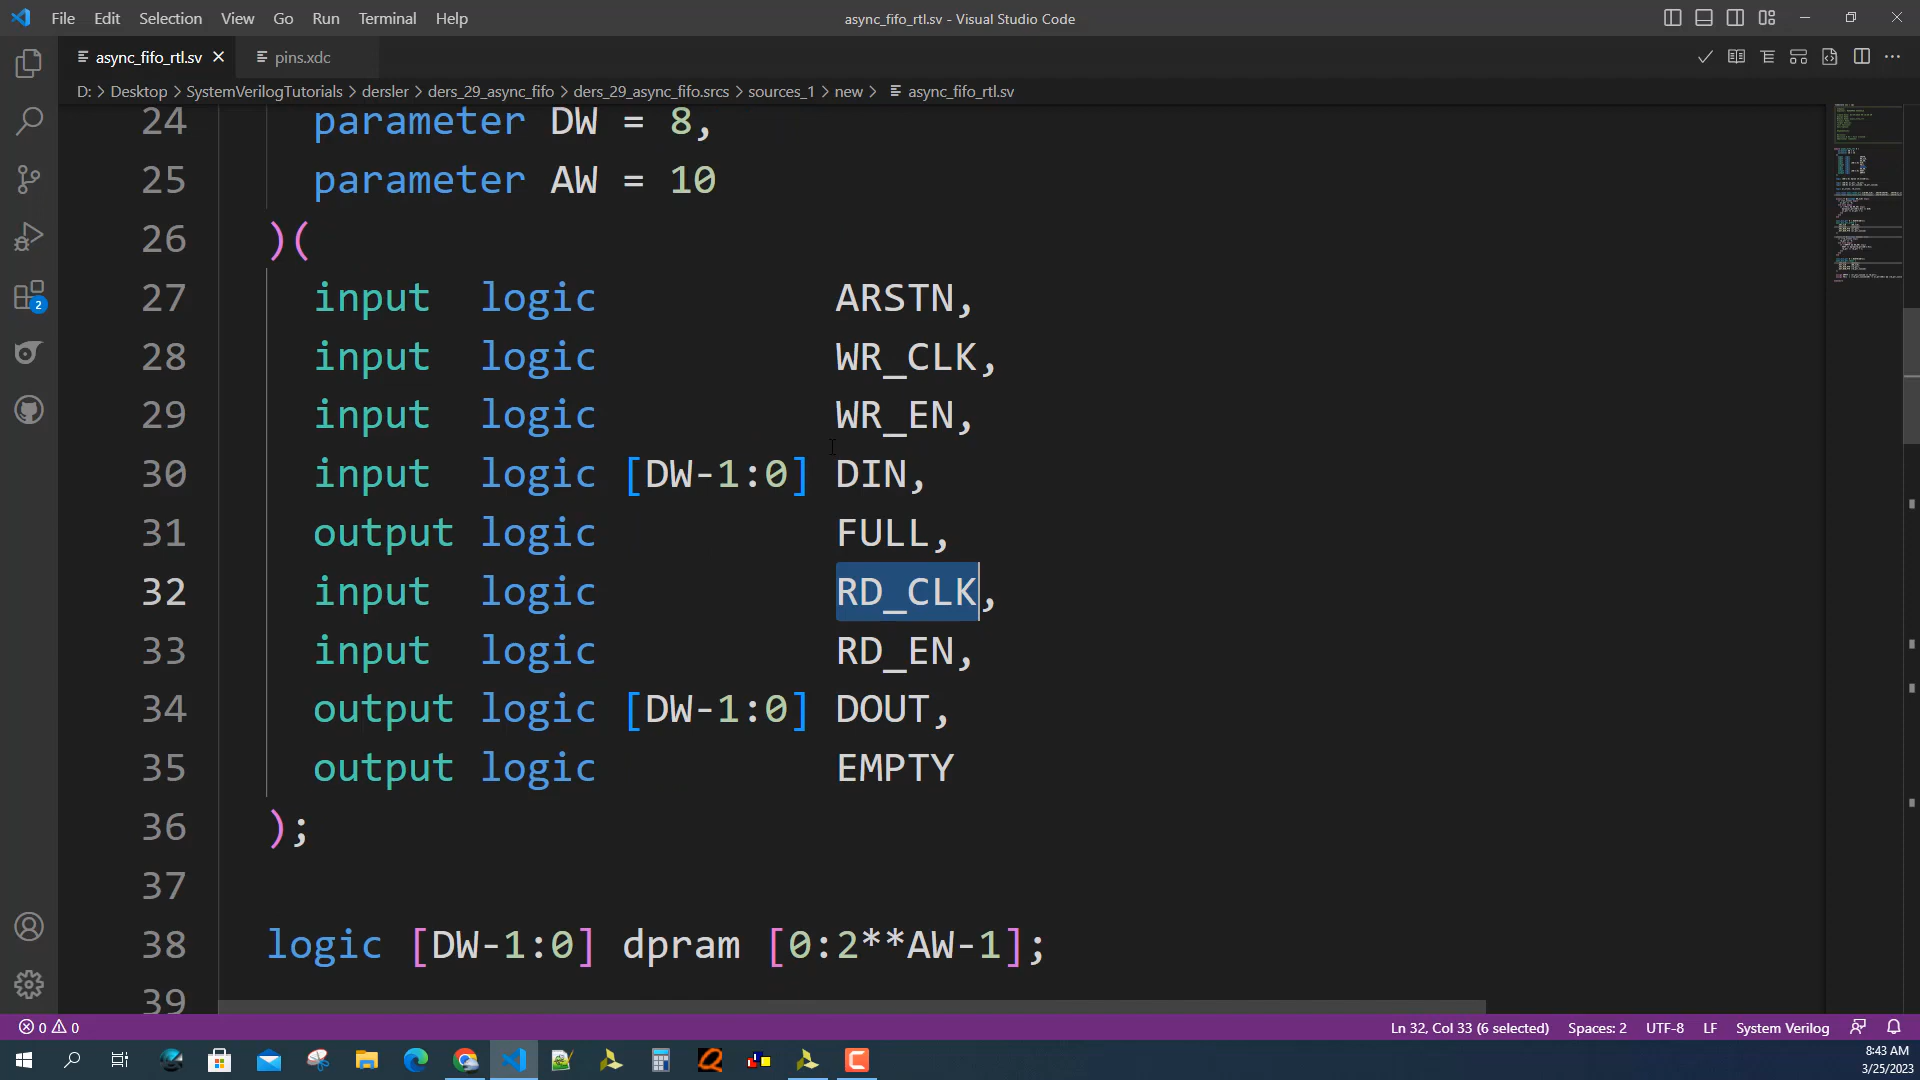 File Edit Selection View Go Run Terminal Help
async_fifo_rtl.sv - Visual Studio Code
async_fifo_rtl.sv
pins.xdc
D: > Desktop > SystemVerilogTutorials > dersler > ders_29_async_fifo > ders_29_async_fifo.srcs > sources_1 > new > async_fifo_rtl.sv
24 parameter DW = 8,
25 parameter AW = 10
26 )(
27 input logic ARSTN,
28 input logic WR_CLK,
29 input logic WR_EN,
30 input logic [DW-1:0] DIN,
31 output logic FULL,
32 input logic RD_CLK,
33 input logic RD_EN,
34 output logic [DW-1:0] DOUT,
35 output logic EMPTY
36 );
37
38 logic [DW-1:0] dpram [0:2**AW-1];
39
2
0 0
Ln 32, Col 33 (6 selected) Spaces: 2 UTF-8 LF System Verilog
8:43 AM
3/25/2023